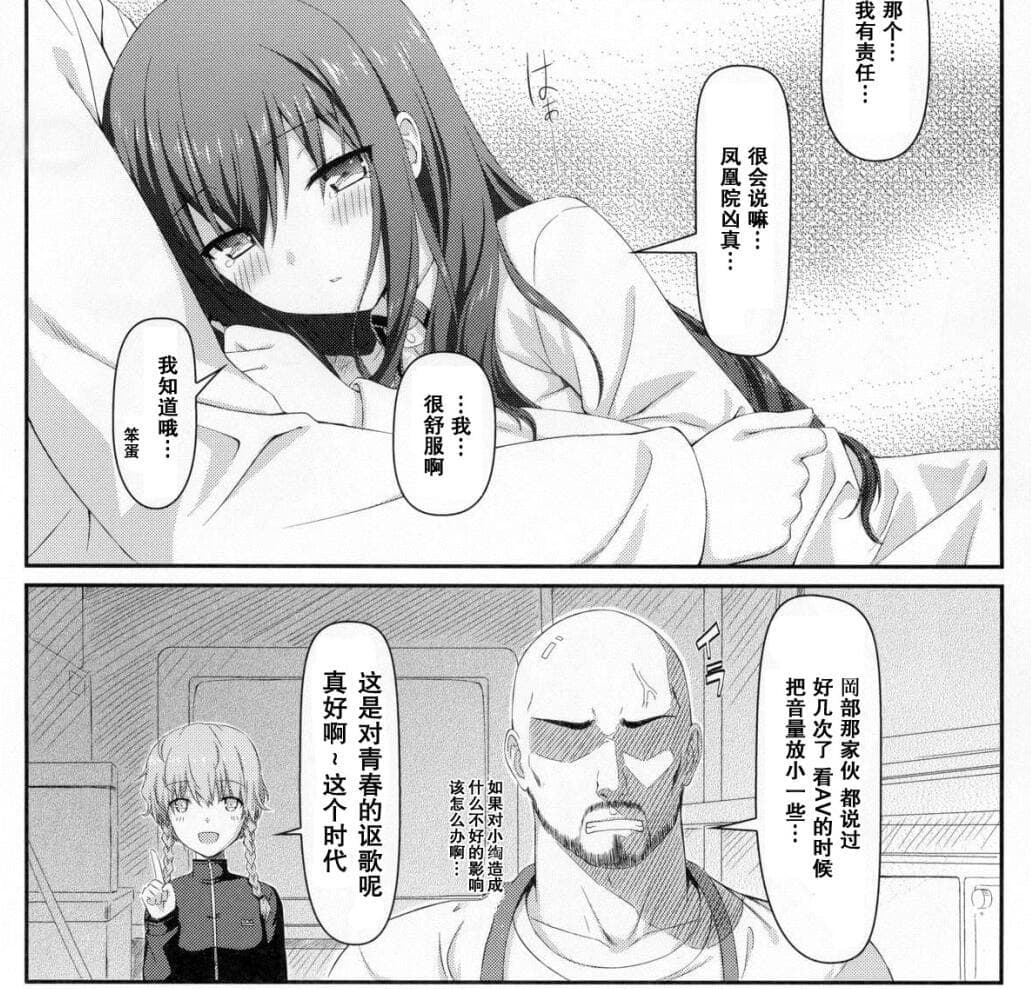 那个…
我有责任…
很会说嘛…
凤凰院凶真…
はぁ
…我…
很舒服啊
我知道哦…
笨蛋
岡部那家伙 都说过
好几次了 看AV的时候
把音量放小一些…
イラ
如果对小绹造成
什么不好的影响
该怎么办啊…
这是对青春的讴歌呢
真好啊～这个时代